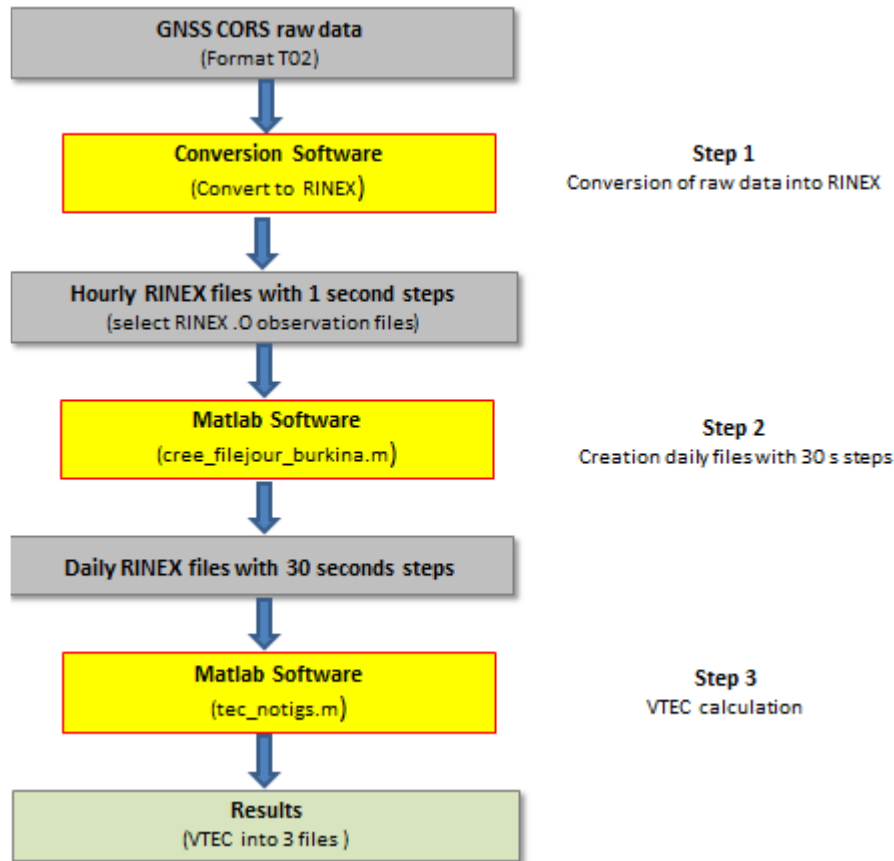 GNSS CORS raw data
(Format T02)
Conversion Software
(Convert to RINEX)
Step 1
Conversion of raw data into RINEX
Hourly RINEX files with 1 second steps
(select RINEX .O observation files)
Matlab Software
(cree_filejour_burkina.m)
Step 2
Creation daily files with 30 s steps
Daily RINEX files with 30 seconds steps
Matlab Software
(tec_notigs.m)
Step 3
VTEC calculation
Results
(VTEC into 3 files )